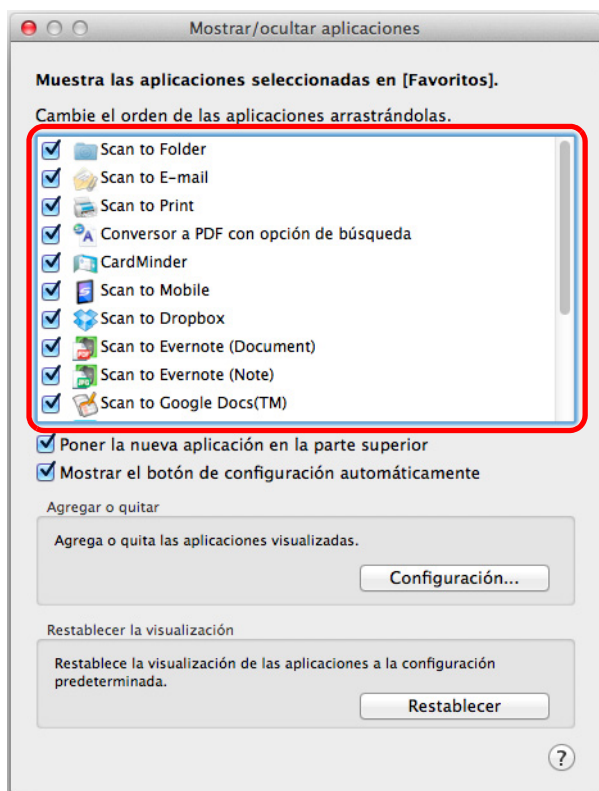 Mostrar/ocultar aplicaciones
Muestra las aplicaciones seleccionadas en [Favoritos].
Cambie el orden de las aplicaciones arrastrándolas.
Scan to Folder
Scan to E-mail
Scan to Print
Conversor a PDF con opción de búsqueda
CardMinder
Scan to Mobile
Scan to Dropbox
Scan to Evernote (Document)
Scan to Evernote (Note)
Scan to Google Docs(TM)
Poner la nueva aplicación en la parte superior
Mostrar el botón de configuración automáticamente
Agregar o quitar
Agrega o quita las aplicaciones visualizadas.
Configuración...
Restablecer la visualización
Restablece la visualización de las aplicaciones a la configuración
predeterminada.
Restablecer
?